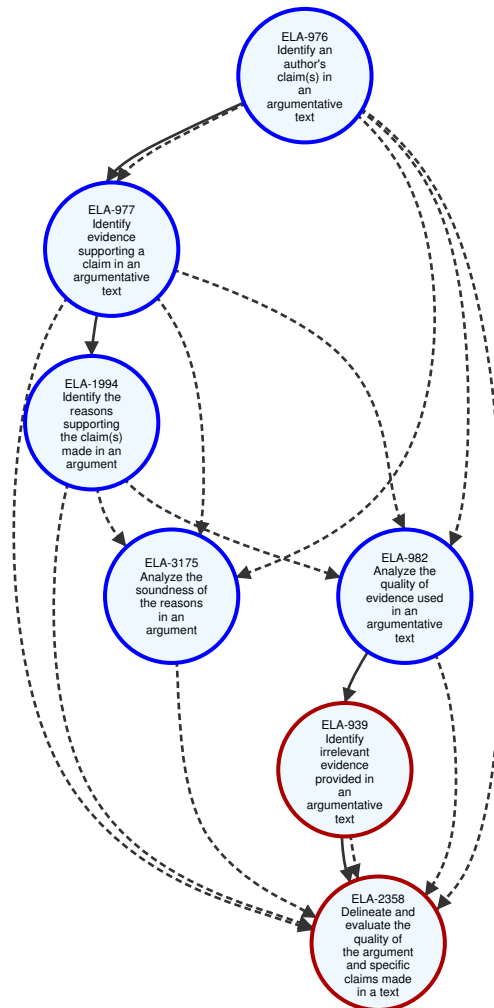 ELA-976
Identify an
author's
claim(s) in
an
argumentative
text
ELA-977
Identify
evidence
supporting a
claim in an
argumentative
text
ELA-1994
Identify the
reasons
supporting
the claim(s)
made in an
argument
ELA-3175
Analyze the
soundness of
the reasons
in an
argument
ELA-982
Analyze the
quality of
evidence used
in an
argumentative
text
ELA-939
Identify
irrelevant
evidence
provided in
an
argumentative
text
ELA-2358
Delineate and
evaluate the
quality of
the argument
and specific
claims made
in a text